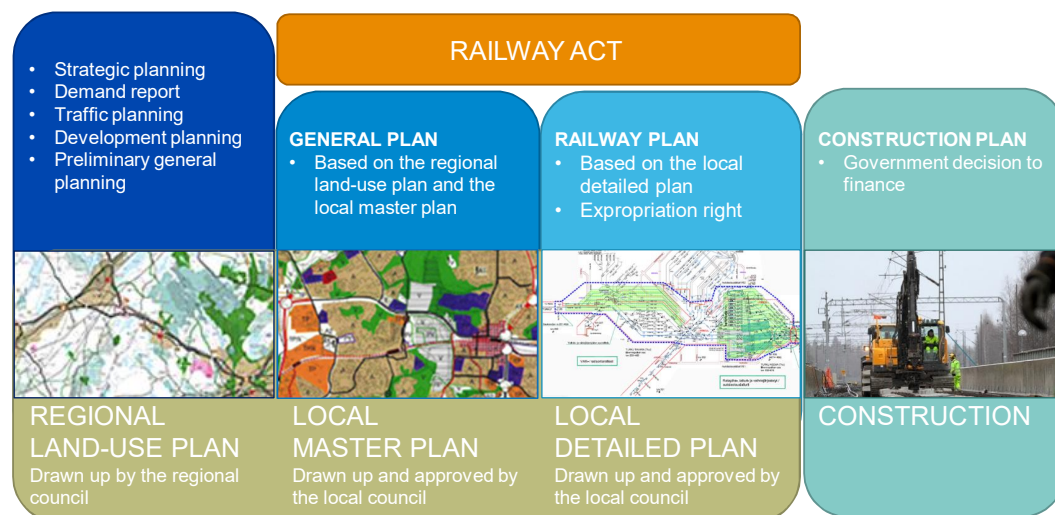 RAILWAY ACT
• Strategic planning
• Demand report
• Traffic planning
• Development planning
• Preliminary general
planning
GENERAL PLAN
• Based on the regional
land-use plan and the
local master plan
RAILWAY PLAN
• Based on the local
detailed plan
• Expropriation right
CONSTRUCTION PLAN
• Government decision to
finance
REGIONAL
LAND-USE PLAN
Drawn up by the regional
council
LOCAL
MASTER PLAN
Drawn up and approved by
the local council
LOCAL
DETAILED PLAN
Drawn up and approved by
the local council
CONSTRUCTION